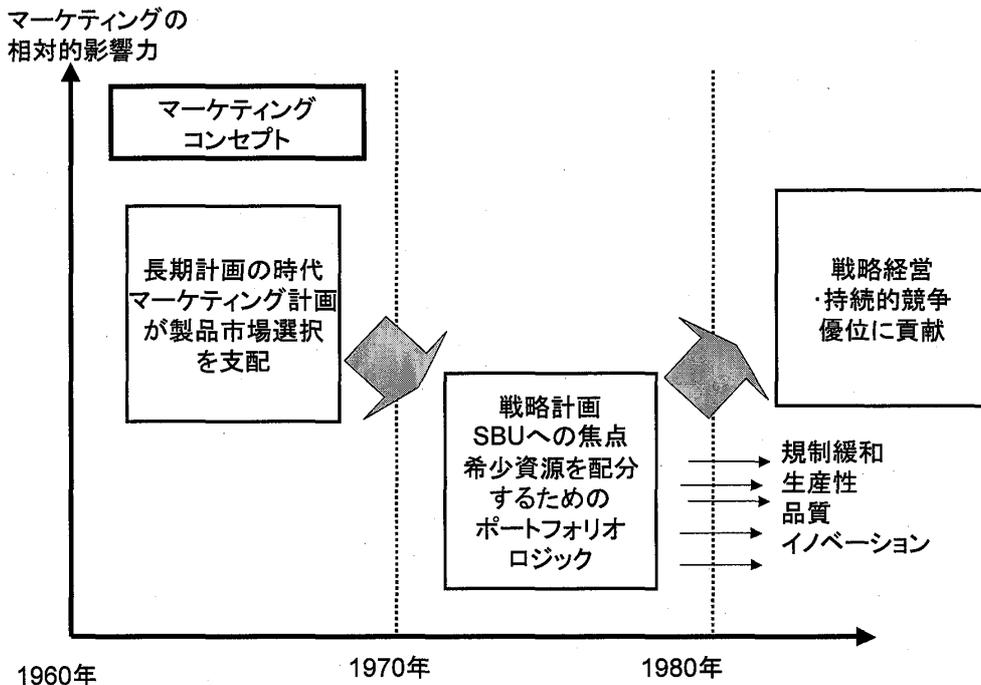 マーケティングの
相対的影響力
マーケティング
コンセプト
長期計画の時代
マーケティング計画
が製品市場選択
を支配
戦略計画
SBUへの焦点
希少資源を配分
するための
ポートフォリオ
ロジック
戦略経営
・持続的競争
優位に貢献
規制緩和
生産性
品質
イノベーション
1960年
1970年
1980年